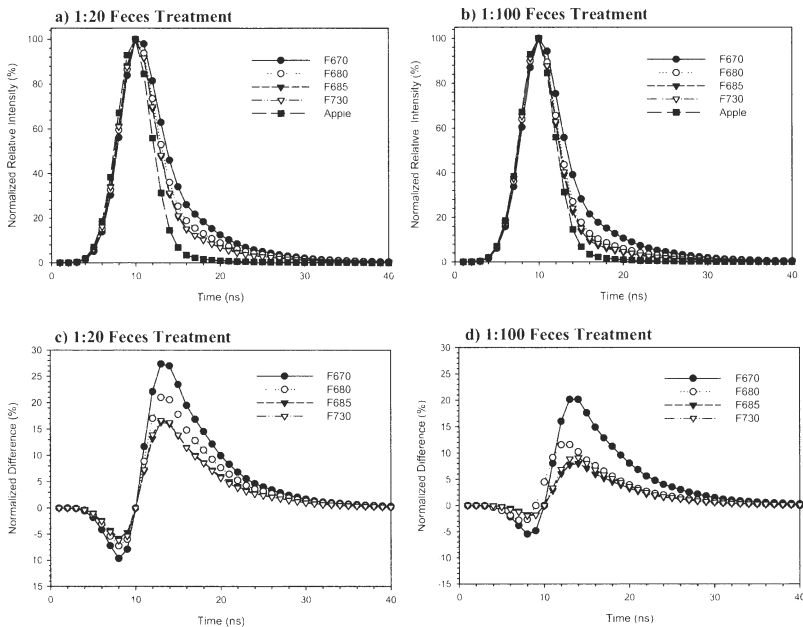 a) 1:20 Feces Treatment
Normalized Relative Intensity (%)
100
80
60
40
20
0
F670
F680
F685
F730
Apple
0 10 20 30 40
Time (ns)
b) 1:100 Feces Treatment
Normalized Relative Intensity (%)
100
80
60
40
20
0
F670
F680
F685
F730
Apple
0 10 20 30 40
Time (ns)
c) 1:20 Feces Treatment
Normalized Difference (%)
30
25
20
15
10
5
0
-5
10
15
F670
F680
F685
F730
0 10 20 30 40
Time (ns)
d) 1:100 Feces Treatment
Normalized Difference (%)
30
25
20
15
10
5
0
-5
-10
15
F670
F680
F685
F730
0 10 20 30 40
Time (ns)